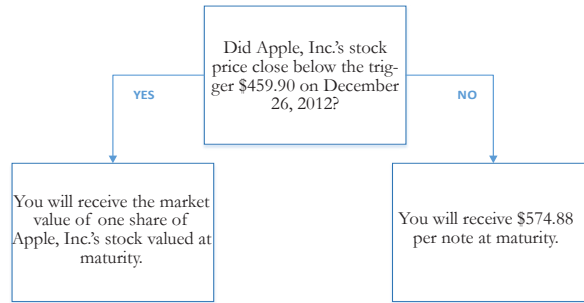 Did Apple, Inc.'s stock
price close below the trig-
ger $459.90 on December
26, 2012?
YES
NO
You will receive the market
value of one share of
Apple, Inc.'s stock valued at
maturity.
You will receive $574.88
per note at maturity.